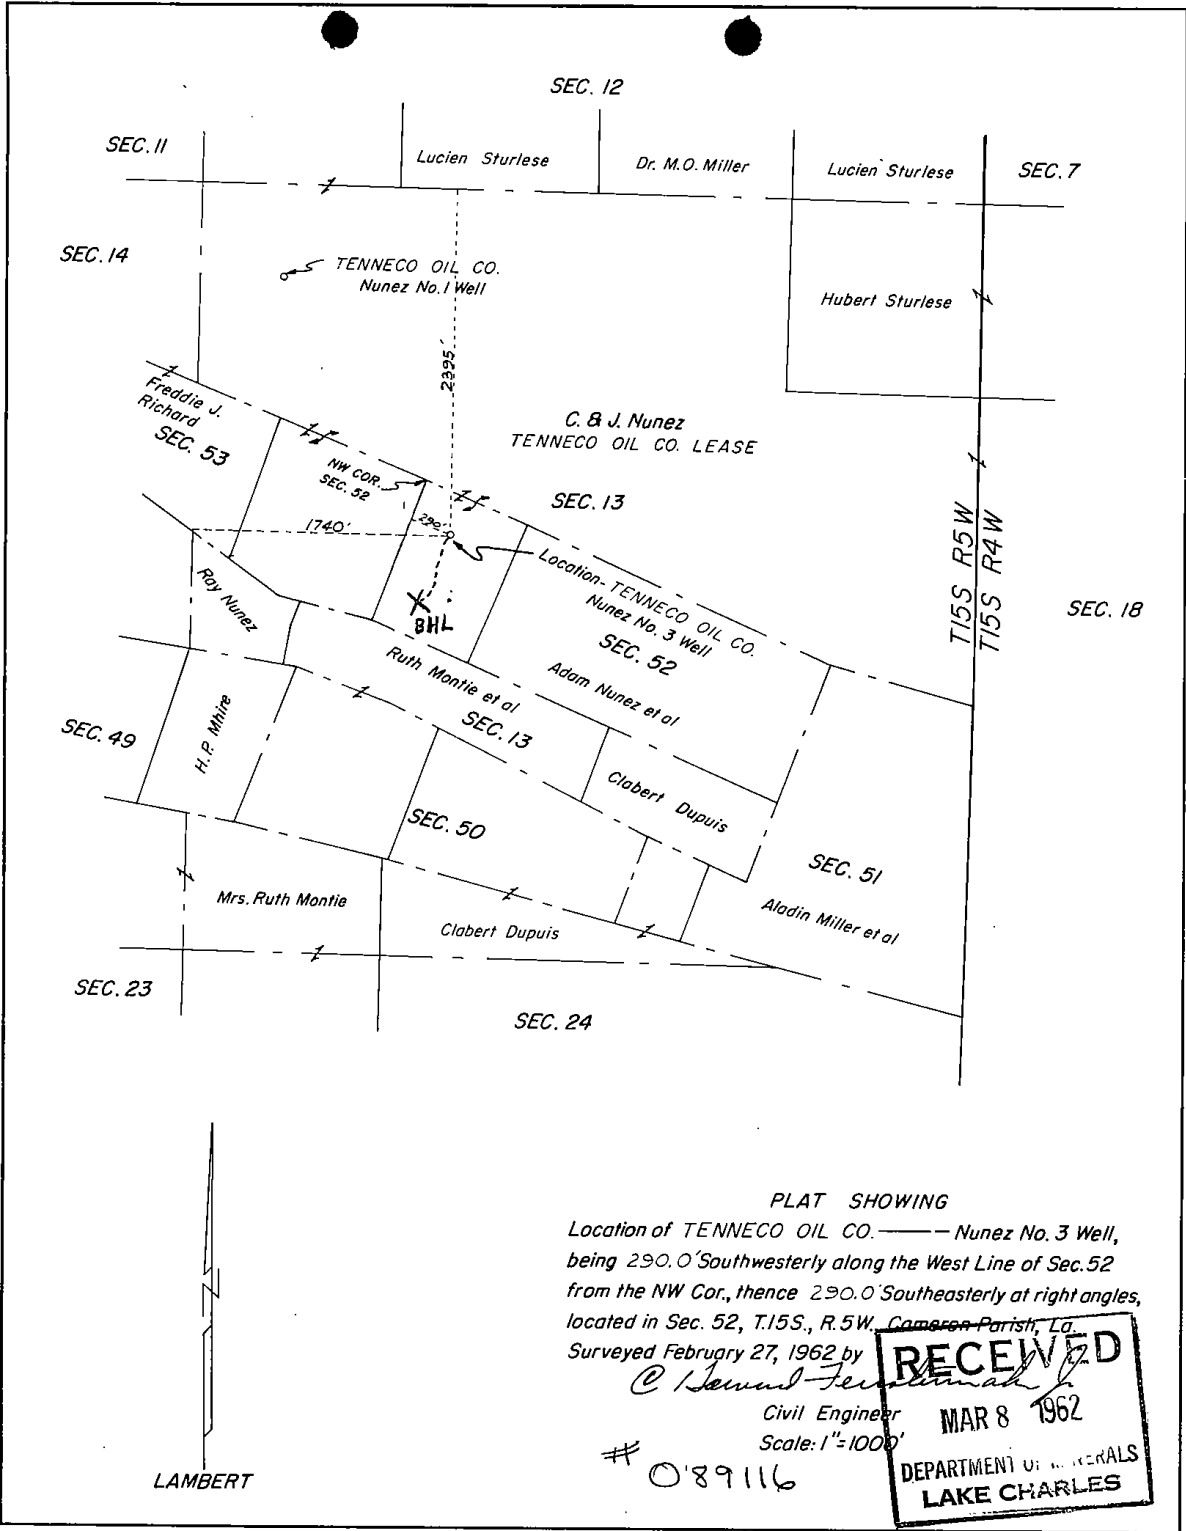 SEC. 12
SEC. 11
Lucien Sturlese
Dr. M.O. Miller
Lucien Sturlese
SEC. 7
SEC. 14
TENNECO OIL CO.
Nunez No. 1 Well
Hubert Sturlese
2395'
Freddie J.
Richard
SEC. 53
C. & J. Nunez
TENNECO OIL CO. LEASE
NW COR.
SEC. 52
SEC. 13
290'
1740'
T15S R5W
T15S R4W
Location- TENNECO OIL CO.
Nunez No. 3 Well
SEC. 52
Adam Nunez et al
SEC. 18
Ray Nunez
BHL
Ruth Montie et al
SEC. 13
SEC. 49
H.P. Mhire
Clabert Dupuis
SEC. 50
SEC. 51
Aladin Miller et al
Mrs. Ruth Montie
Clabert Dupuis
SEC. 23
SEC. 24
N
LAMBERT
PLAT SHOWING
Location of TENNECO OIL CO. —— Nunez No. 3 Well,
being 290.0' Southwesterly along the West Line of Sec. 52
from the NW Cor., thence 290.0' Southeasterly at right angles,
located in Sec. 52, T.15S., R.5W., Cameron Parish, La.
Surveyed February 27, 1962 by
Civil Engineer
Scale: 1"=1000'
# 089116
RECEIVED
MAR 8 1962
DEPARTMENT OF
LAKE CHARLES